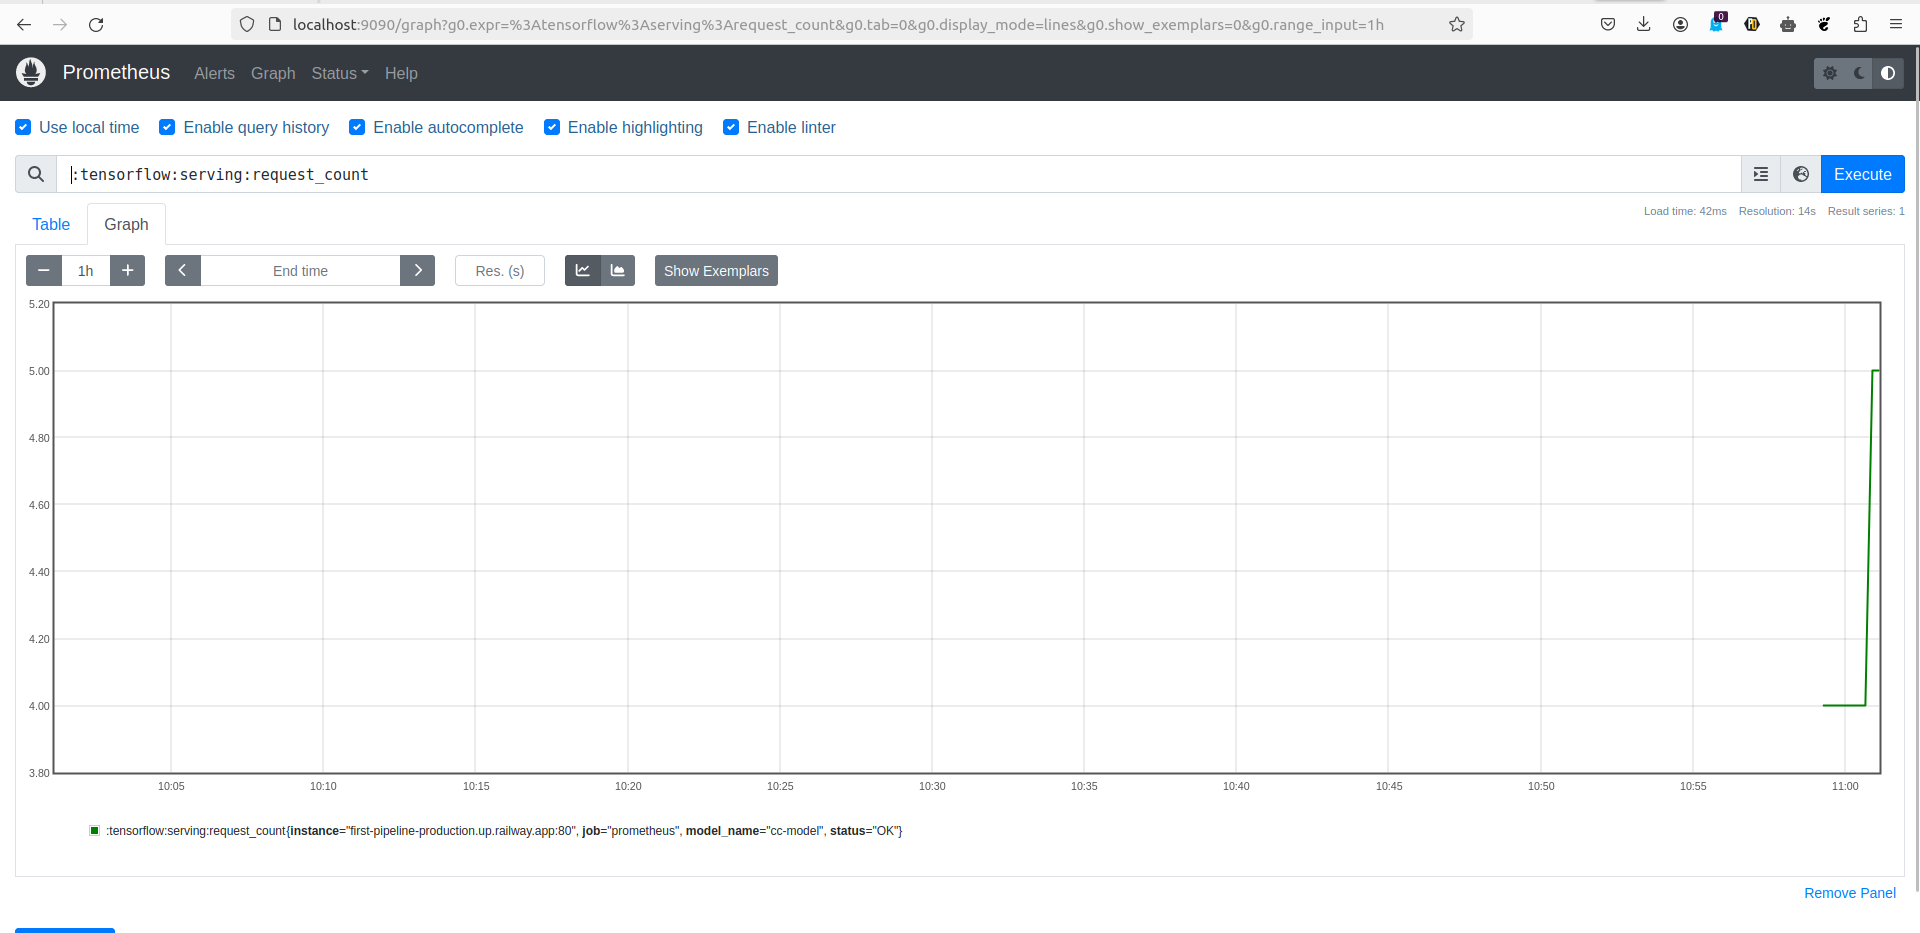 localhost:9090/graph?g0.expr=%3Atensorflow%3Aserving%3Arequest_count&g0.tab=0&g0.display_mode=lines&g0.show_exemplars=0&g0.range_input=1h
0
Prometheus Alerts Graph Status Help
Use local time Enable query history Enable autocomplete Enable highlighting Enable linter
:tensorflow:serving:request_count Execute
Load time: 42ms Resolution: 14s Result series: 1
Table Graph
1h End time Res. (s) Show Exemplars
5.20
5.00
4.80
4.60
4.40
4.20
4.00
3.80
10:05 10:10 10:15 10:20 10:25 10:30 10:35 10:40 10:45 10:50 10:55 11:00
:tensorflow:serving:request_count{instance="first-pipeline-production.up.railway.app:80", job="prometheus", model_name="cc-model", status="OK"}
Remove Panel